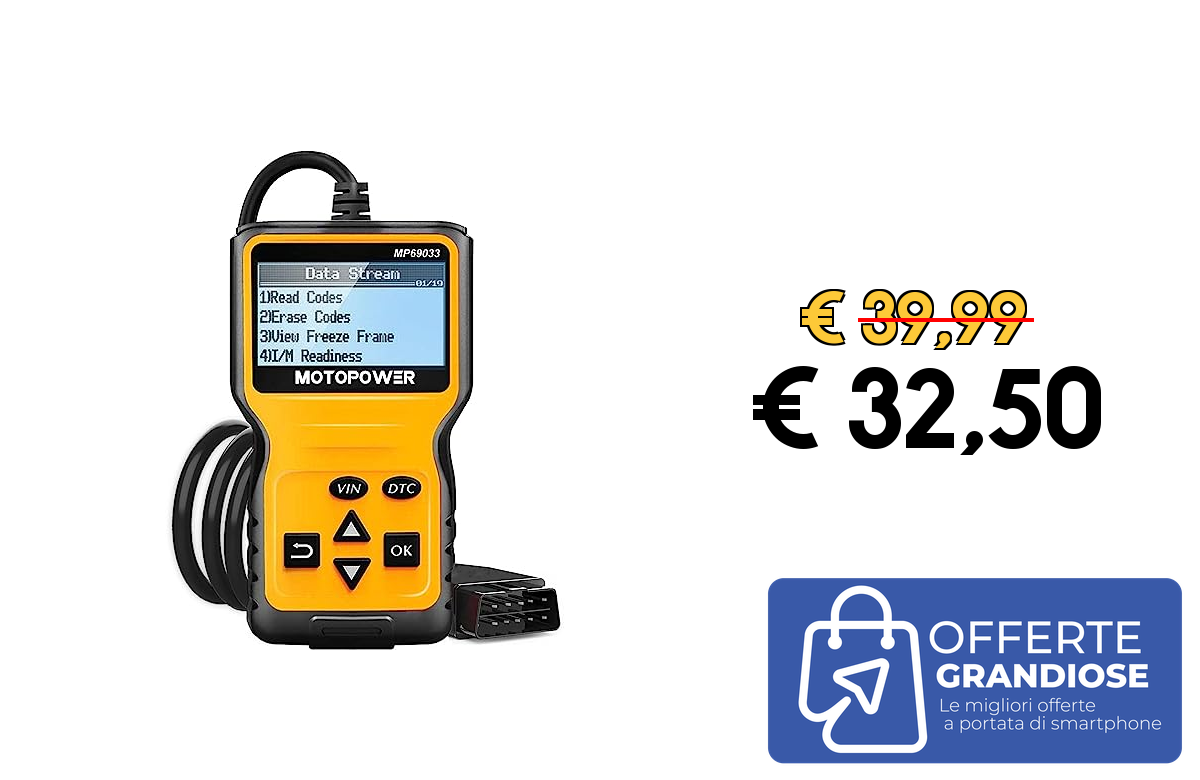 MP69033
Data Stream
01/19
1)Read Codes
2)Erase Codes
3)View Freeze Frame
4)I/M Readiness
MOTOPOWER
VIN DTC
OK
€ 39,99
€ 32,50
OFFERTE
GRANDIOSE
Le migliori offerte
a portata di smartphone